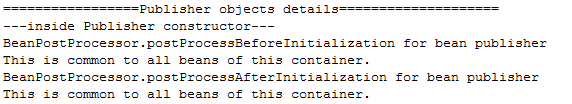 =================Publisher objects details====================
---inside Publisher constructor---
BeanPostProcessor.postProcessBeforeInitialization for bean publisher
This is common to all beans of this container.
BeanPostProcessor.postProcessAfterInitialization for bean publisher
This is common to all beans of this container.